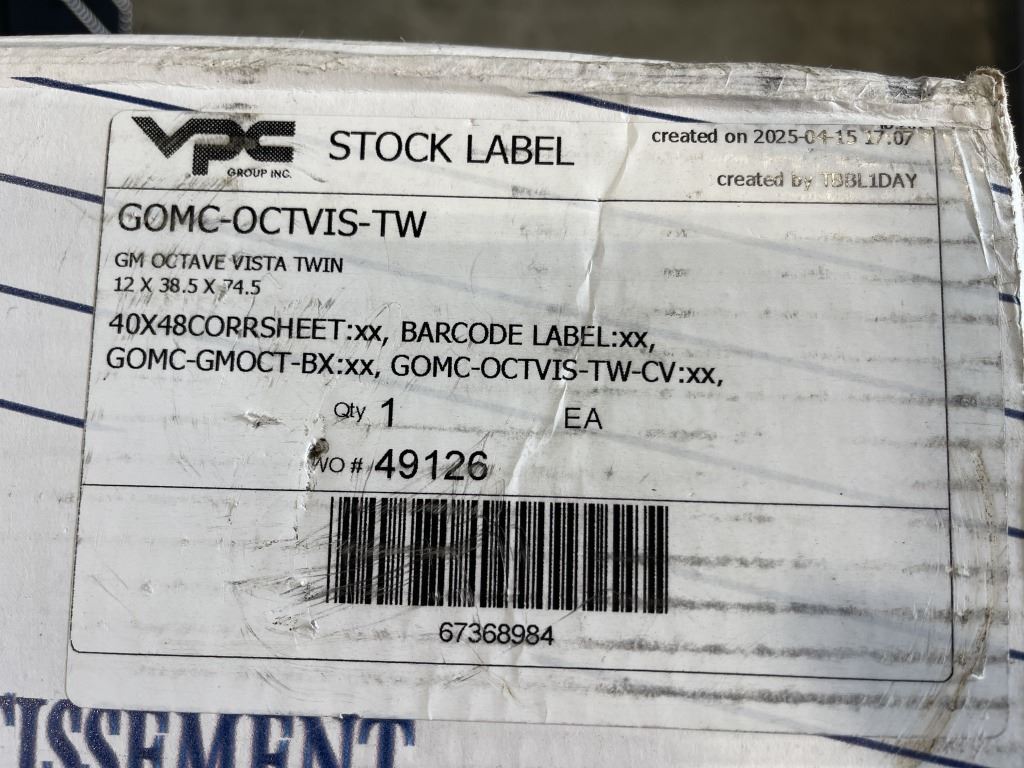 VPC
GROUP INC.
STOCK LABEL
created on 2025-04-15 17:07
created by TBBL1DAY
GOMC-OCTVIS-TW
GM OCTAVE VISTA TWIN
12 X 38.5 X 74.5
40X48CORRSHEET:xx, BARCODE LABEL:xx,
GOMC-GMOCT-BX:xx, GOMC-OCTVIS-TW-CV:xx,
Qty 1 EA
WO # 49126
67368984
TISSEMENT